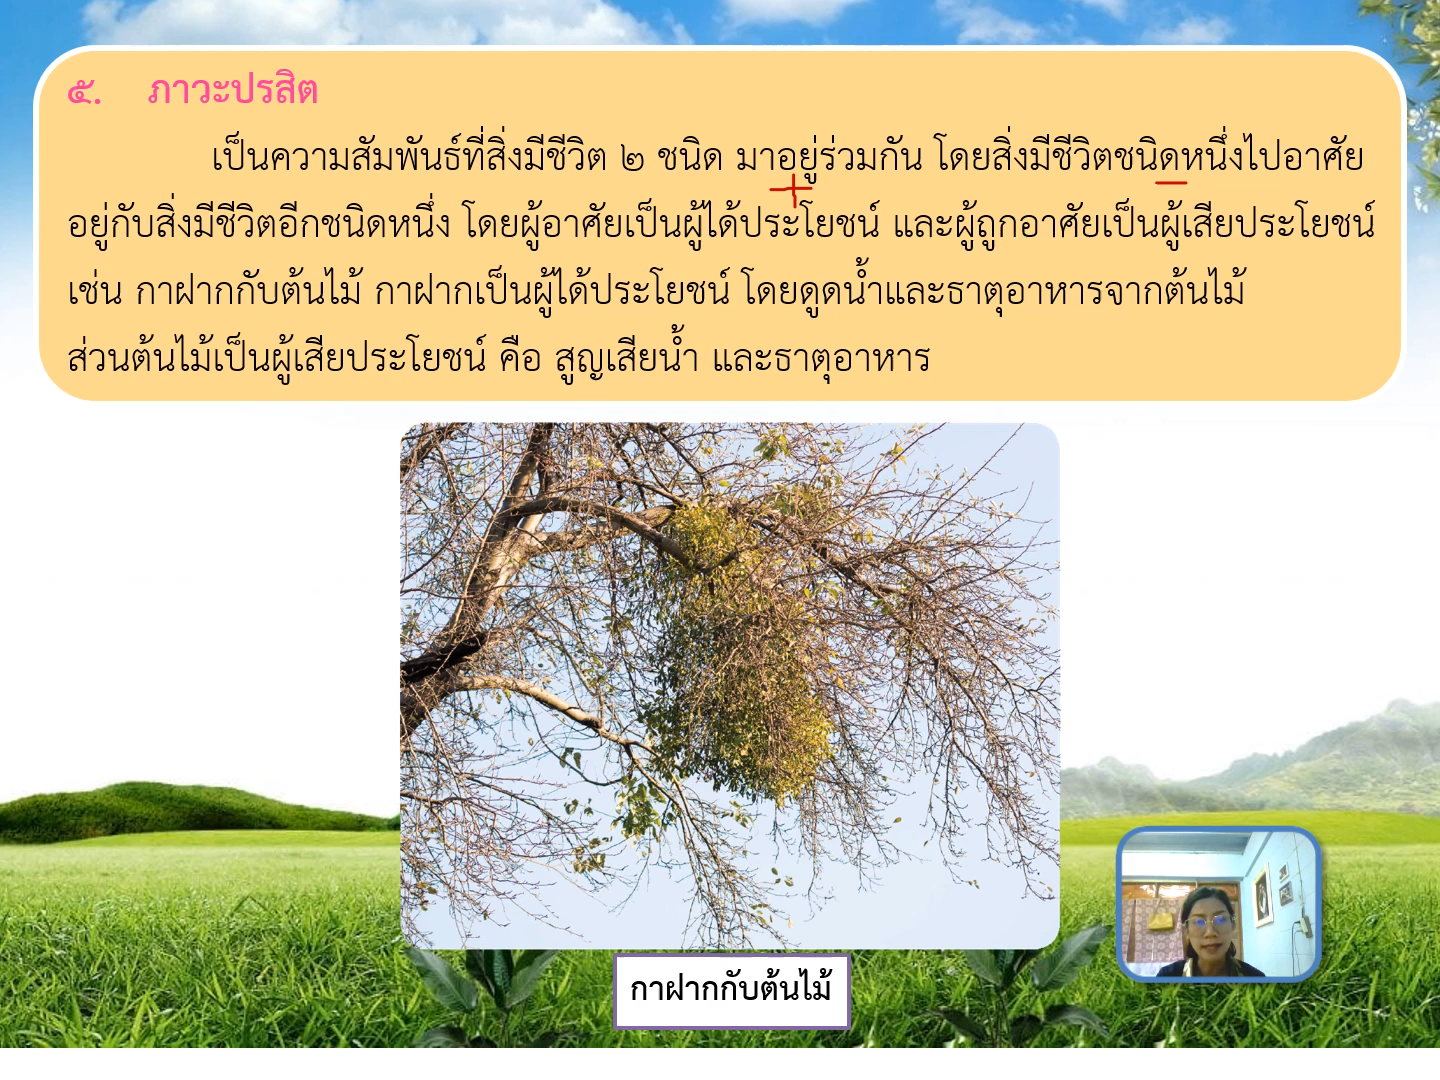 ๕. ภาวะปรสิต
เป็นความสัมพันธ์ที่สิ่งมีชีวิต ๒ ชนิด มาอยู่ร่วมกัน โดยสิ่งมีชีวิตชนิดหนึ่งไปอาศัย
อยู่กับสิ่งมีชีวิตอีกชนิดหนึ่ง โดยผู้อาศัยเป็นผู้ได้ประโยชน์ และผู้ถูกอาศัยเป็นผู้เสียประโยชน์
เช่น กาฝากกับต้นไม้ กาฝากเป็นผู้ได้ประโยชน์ โดยดูดน้ำและธาตุอาหารจากต้นไม้
ส่วนต้นไม้เป็นผู้เสียประโยชน์ คือ สูญเสียน้ำ และธาตุอาหาร
+ –
กาฝากกับต้นไม้